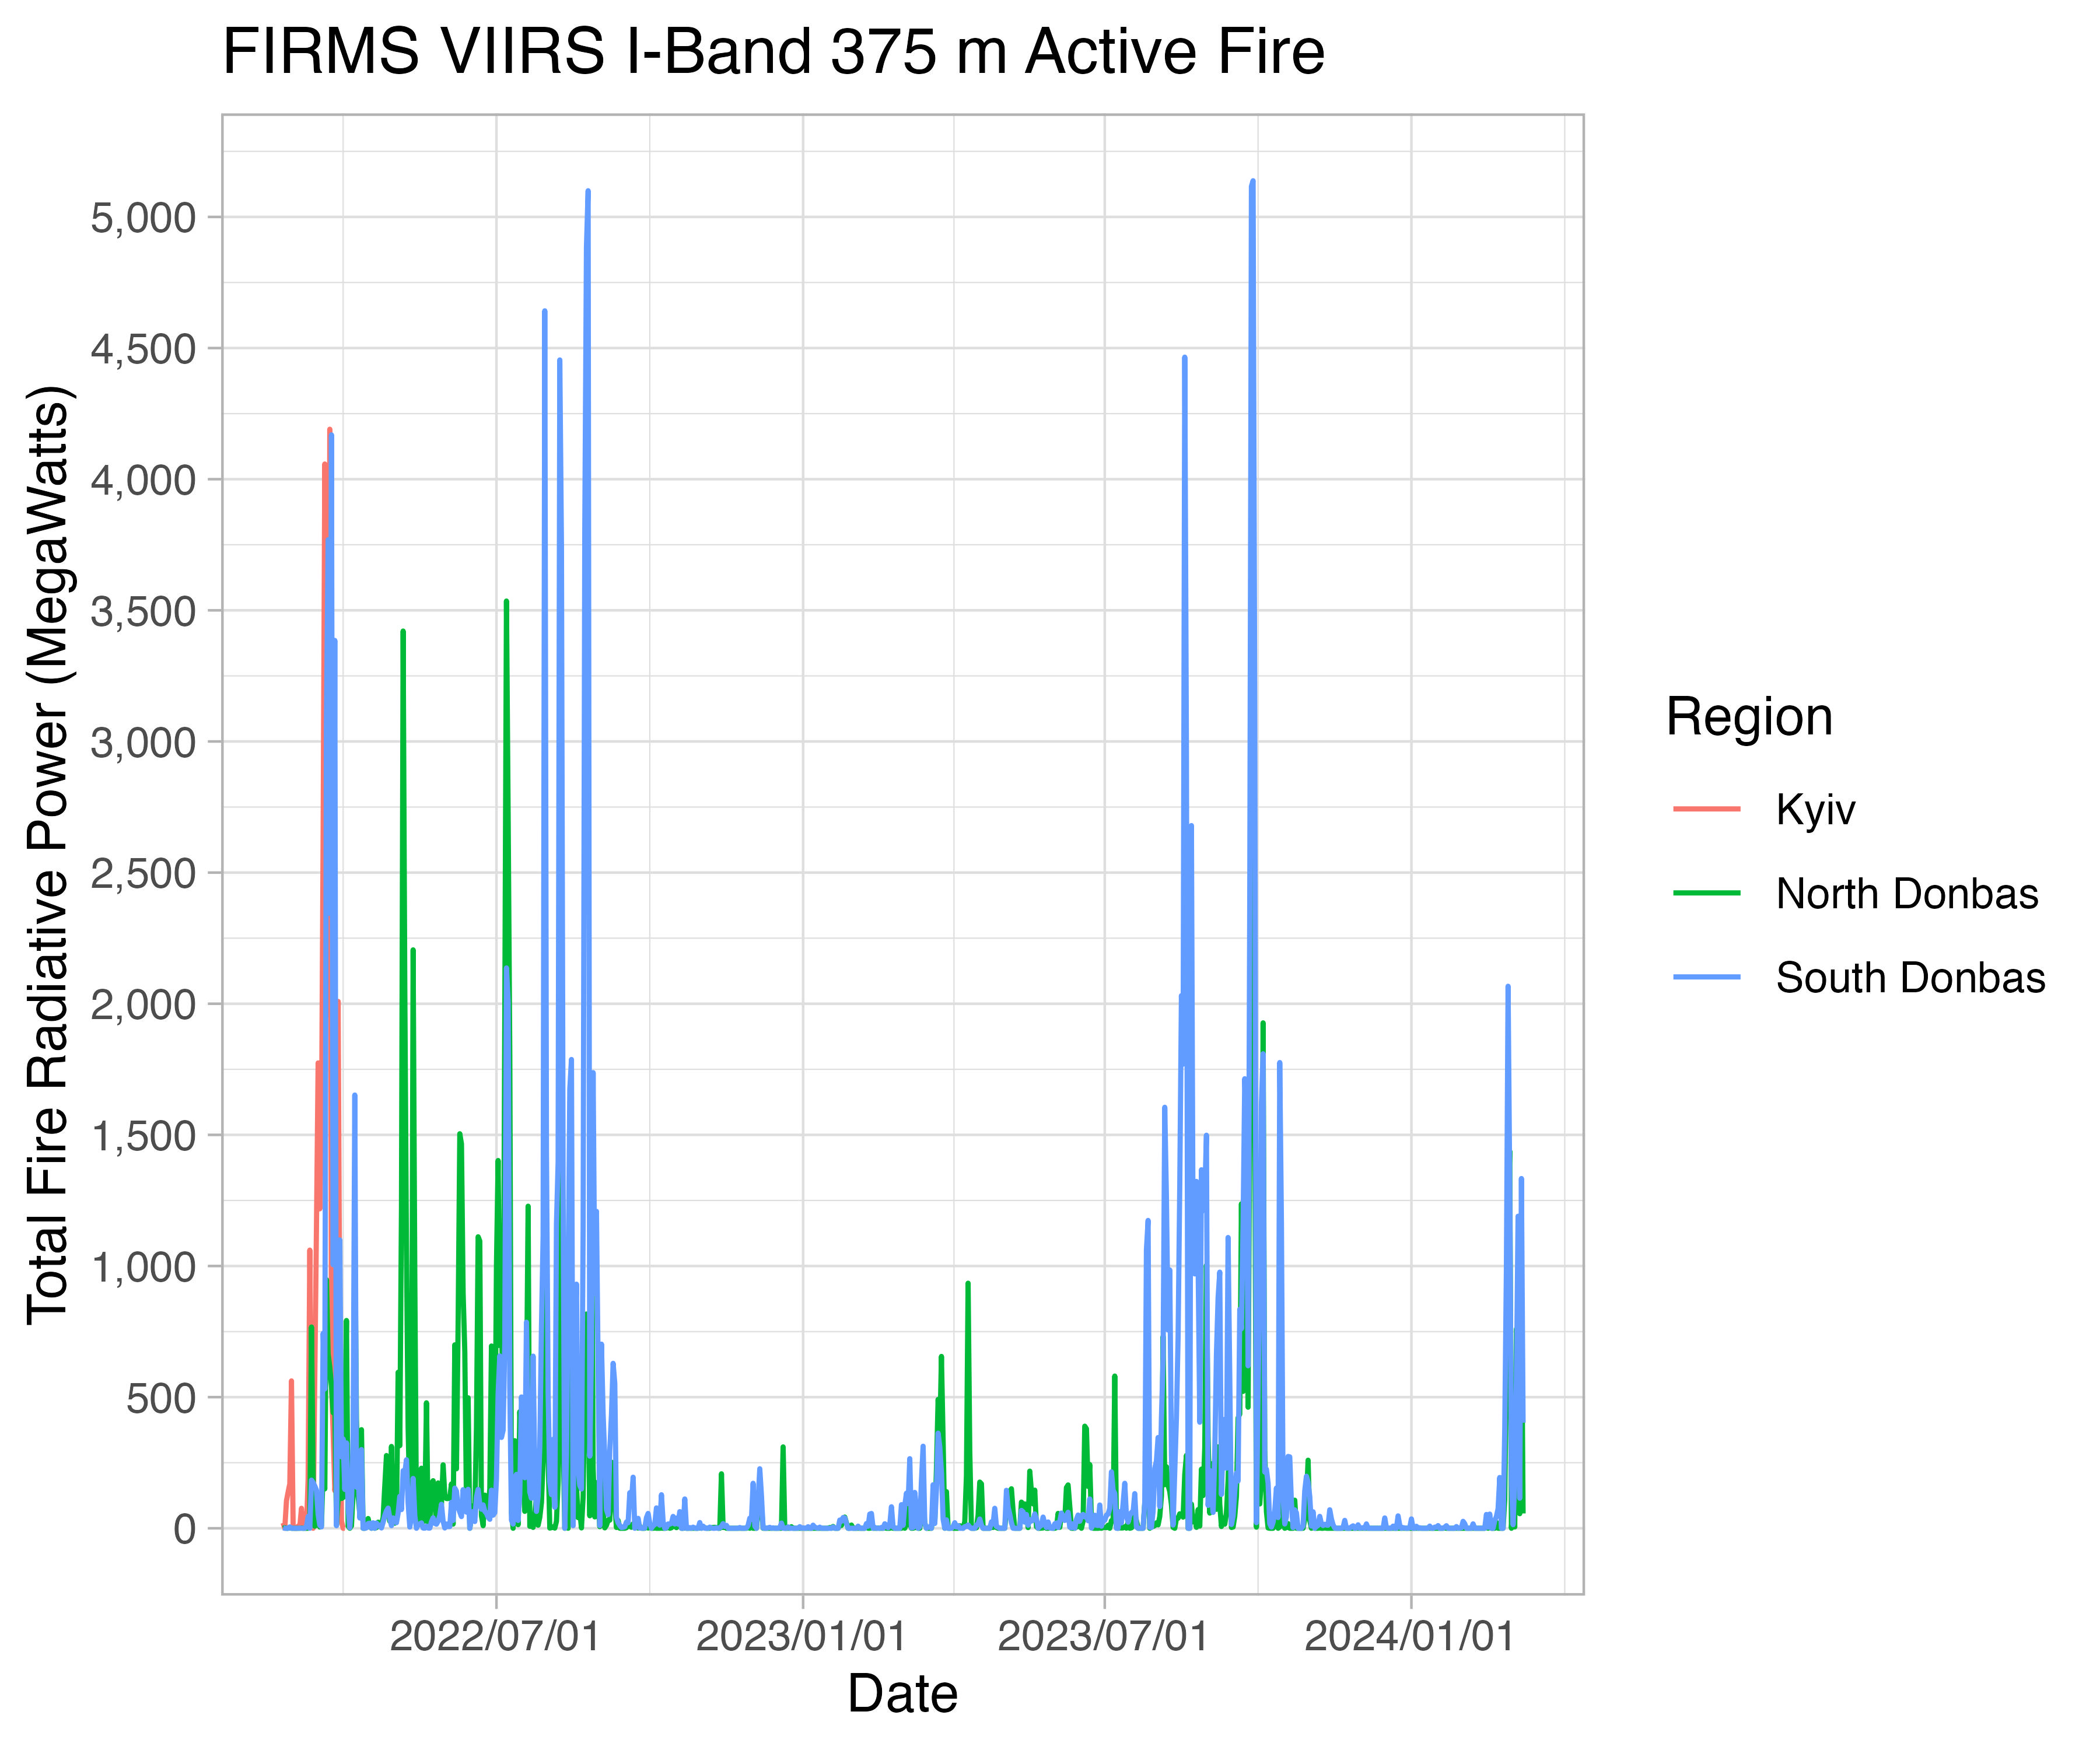 FIRMS VIIRS I-Band 375 m Active Fire
Total Fire Radiative Power (MegaWatts)
5,000
4,500
4,000
3,500
3,000
2,500
2,000
1,500
1,000
500
0
2022/07/01 2023/01/01 2023/07/01 2024/01/01
Date
Region
Kyiv
North Donbas
South Donbas